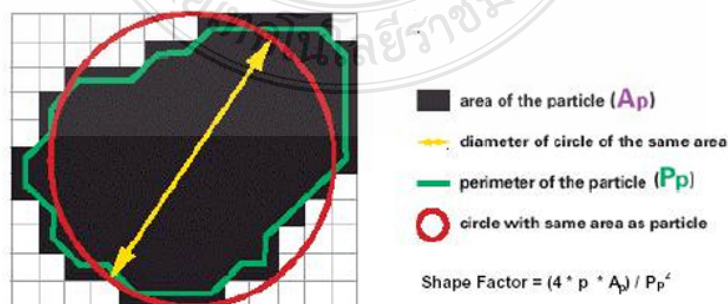 area of the particle (Ap)
diameter of circle of the same area
perimeter of the particle (Pp)
circle with same area as particle
Shape Factor = (4 * p * Ap) / Pp²